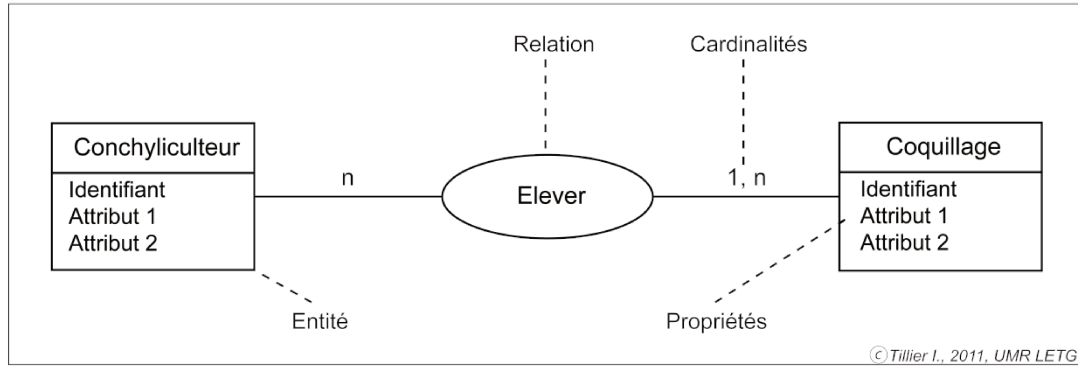 Relation
Cardinalités
Conchyliculteur
Identifiant
Attribut 1
Attribut 2
n
Elever
1, n
Coquillage
Identifiant
Attribut 1
Attribut 2
Entité
Propriétés
©Tillier I., 2011, UMR LETG